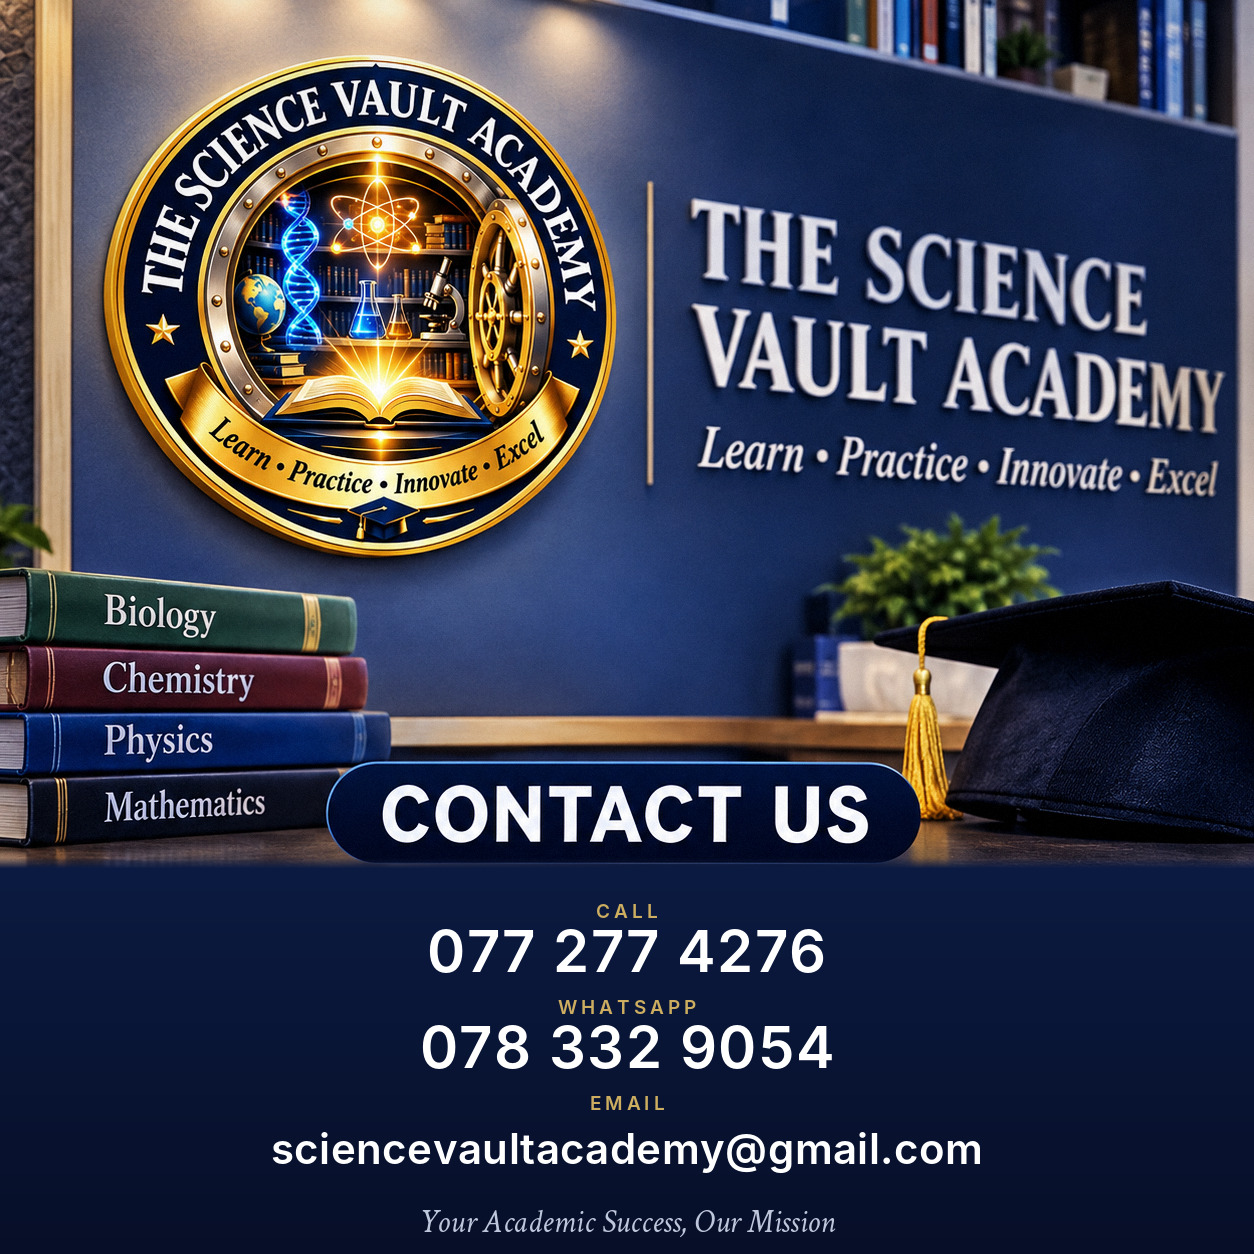 THE SCIENCE VAULT ACADEMY
Learn • Practice • Innovate • Excel
THE SCIENCE
VAULT ACADEMY
Learn • Practice • Innovate • Excel
Biology
Chemistry
Physics
Mathematics
CONTACT US
CALL
077 277 4276
WHATSAPP
078 332 9054
EMAIL
sciencevaultacademy@gmail.com
Your Academic Success, Our Mission